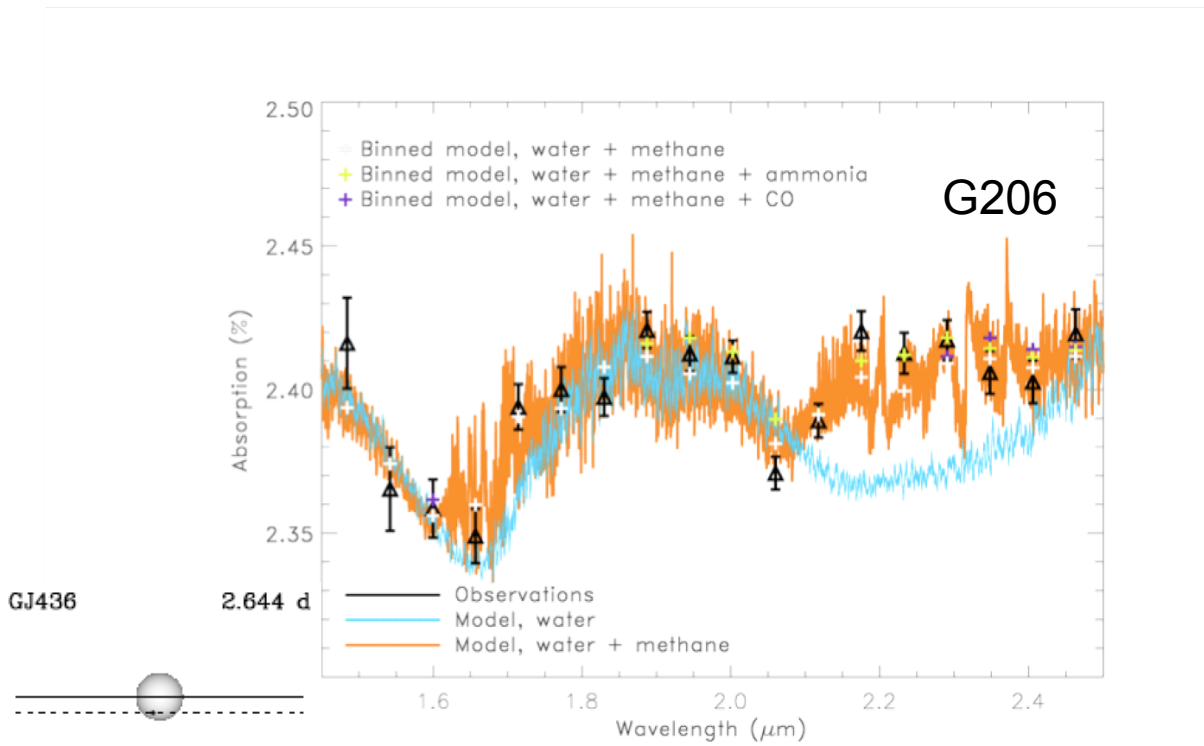 2.50
+ Binned model, water + methane
+ Binned model, water + methane + ammonia
+ Binned model, water + methane + CO
G206
2.45
2.40
2.35
Absorption (%)
GJ436 2.644 d
Observations
Model, water
Model, water + methane
1.6 1.8 2.0 2.2 2.4
Wavelength (μm)